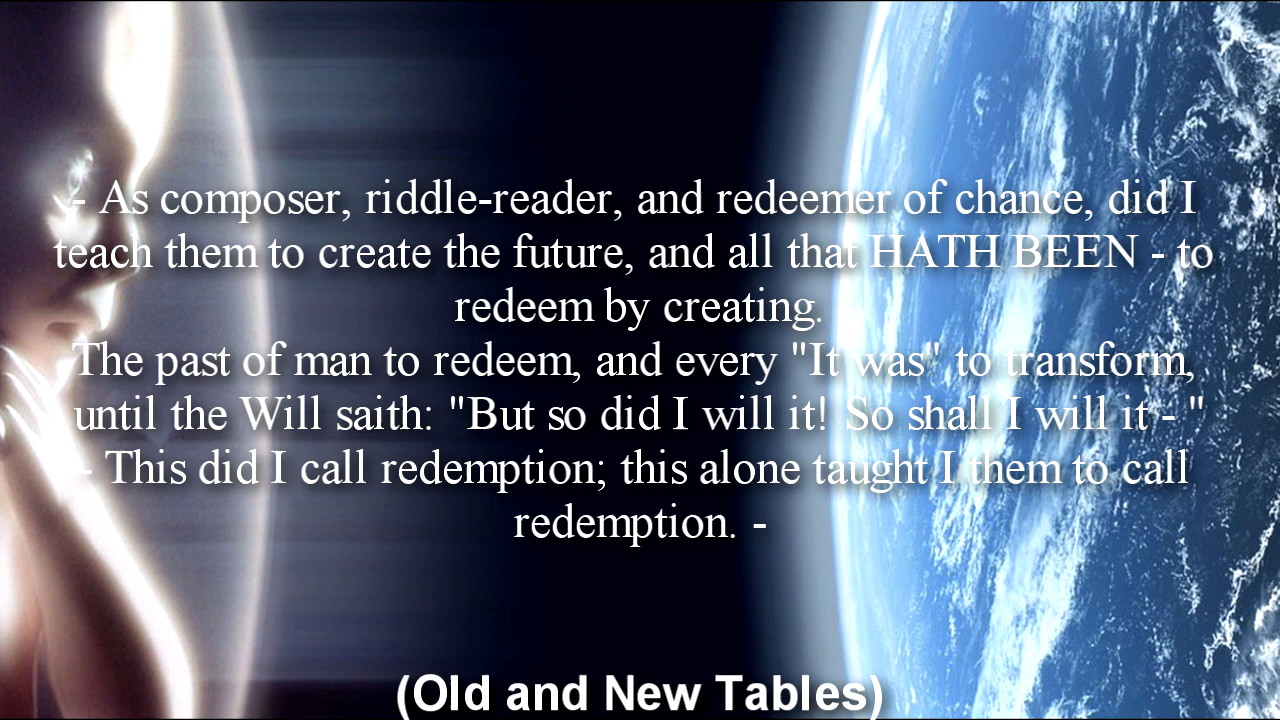 - As composer, riddle-reader, and redeemer of chance, did I
teach them to create the future, and all that HATH BEEN - to
redeem by creating.
The past of man to redeem, and every "It was" to transform,
until the Will saith: "But so did I will it! So shall I will it - "
- This did I call redemption; this alone taught I them to call
redemption. -
(Old and New Tables)